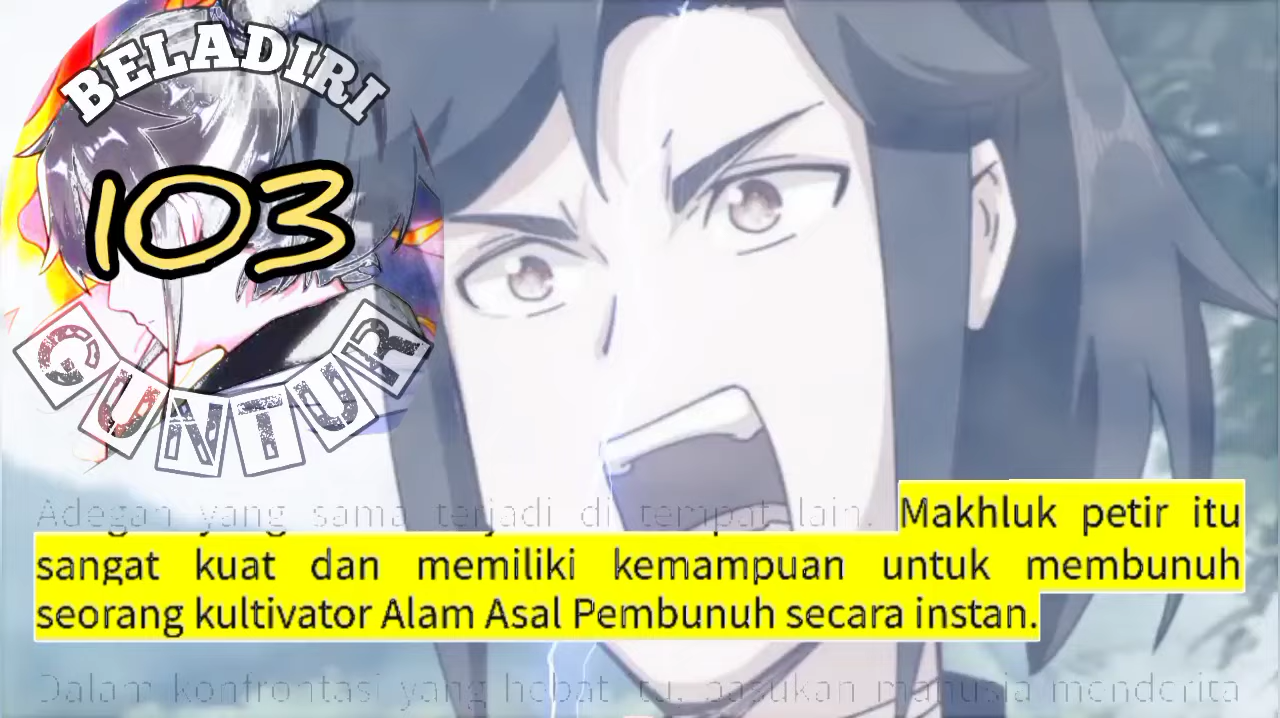 BELADIRI
103
GUNTUR
Adegan yang sama terjadi di tempat lain. Makhluk petir itu
sangat kuat dan memiliki kemampuan untuk membunuh
seorang kultivator Alam Asal Pembunuh secara instan.
Dalam konfrontasi yang hebat itu, pasukan manusia menderita